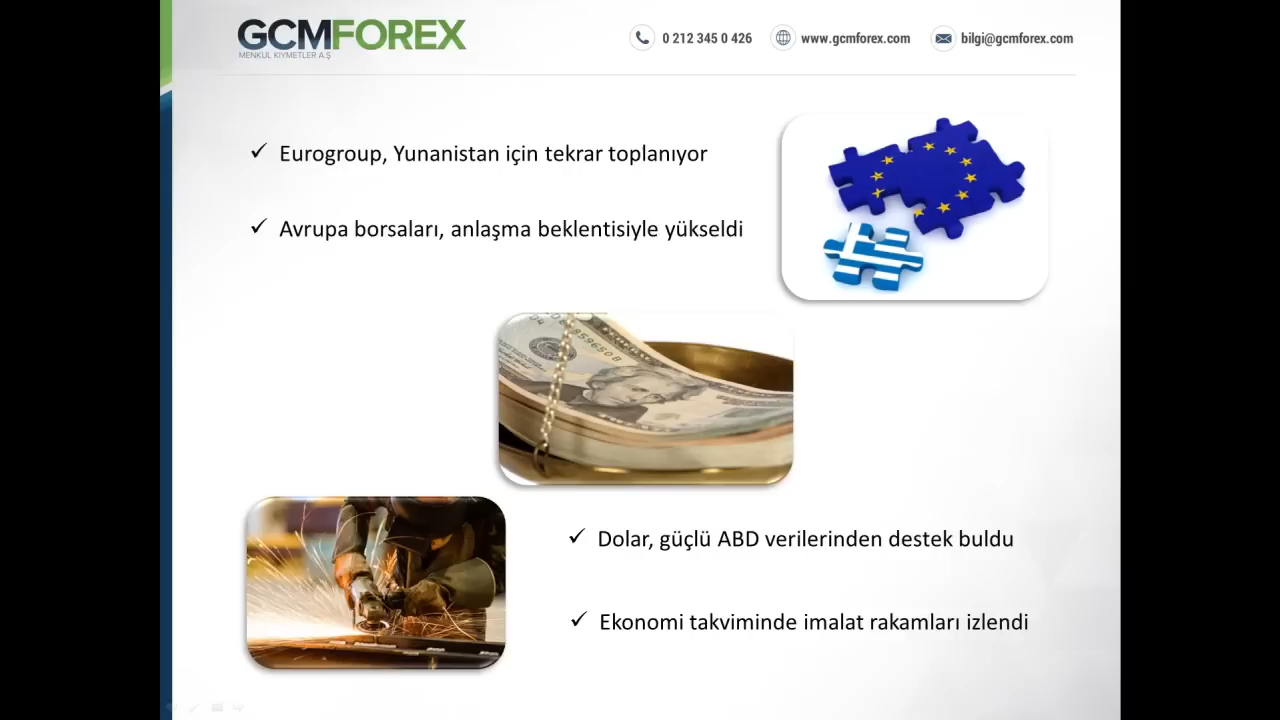 GCMFOREX
MENKUL KIYMETLER A.Ş
0 212 345 0 426
www.gcmforex.com
bilgi@gcmforex.com
Eurogroup, Yunanistan için tekrar toplanıyor
Avrupa borsaları, anlaşma beklentisiyle yükseldi
Dolar, güçlü ABD verilerinden destek buldu
Ekonomi takviminde imalat rakamları izlendi